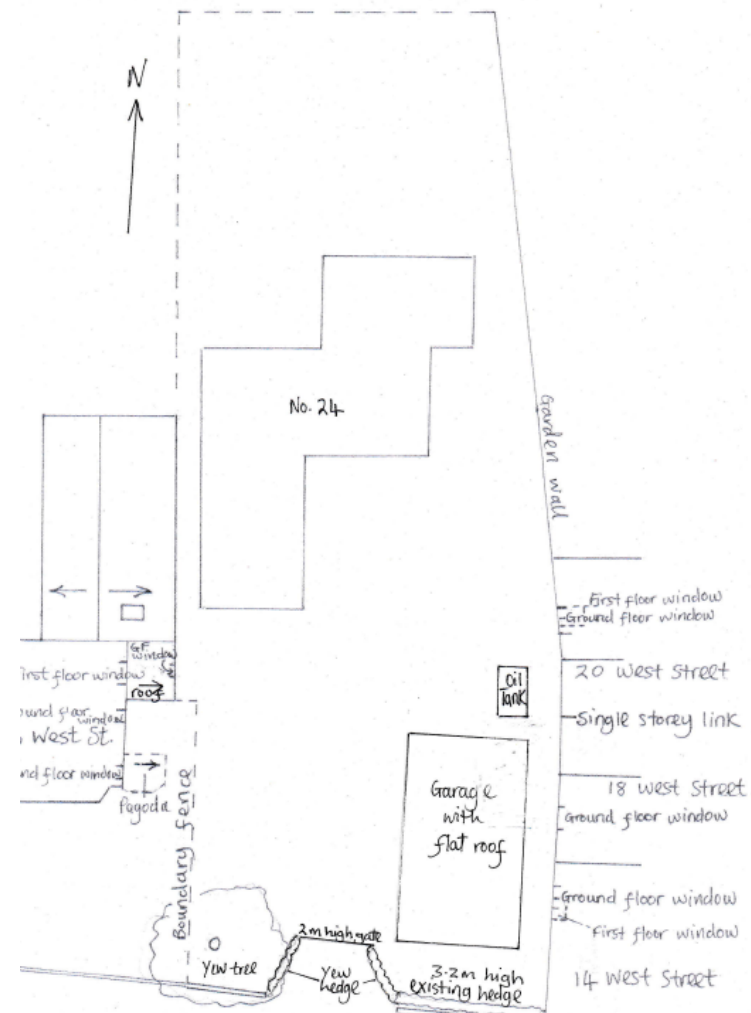 N
No. 24
Garden wall
First floor window
Ground floor window
GF
window
irst floor window
roof
ound floor
window
West St.
nd floor window
Pagoda
Boundary fence
20 West Street
Oil
Tank
Single storey link
18 West Street
Garage
with
flat roof
Ground floor window
Ground floor window
First floor window
2m high gate
Yew tree
Yew
hedge
3.2m high
existing hedge
14 West Street